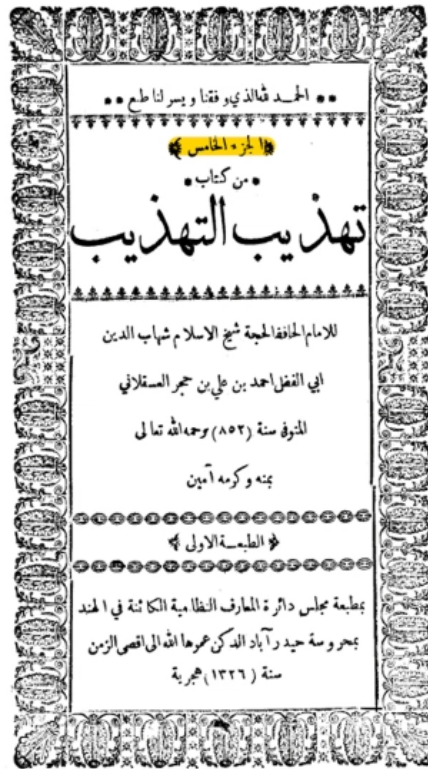 الحمد لله الذي وفقنا ويسر لنا طبع
الجزء الخامس
من كتاب
تهذيب التهذيب
للامام الحافظ الحجة شيخ الاسلام شهاب الدين
ابي الفضل احمد بن علي بن حجر العسقلاني
المتوفى سنة (٨٥٢) رحمه الله تعالى
بمنه وكرمه آمين
الطبعة الاولى
بمطبعة مجلس دائرة المعارف النظامية الكائنة في الهند
بمحروسة حيدرآباد الدكن عمرها الله الى اقصى الزمن
سنة (١٣٢٦) هجرية